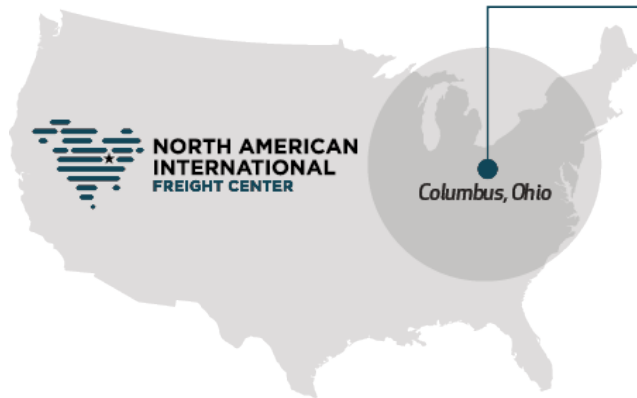 NORTH AMERICAN
INTERNATIONAL
FREIGHT CENTER
Columbus, Ohio